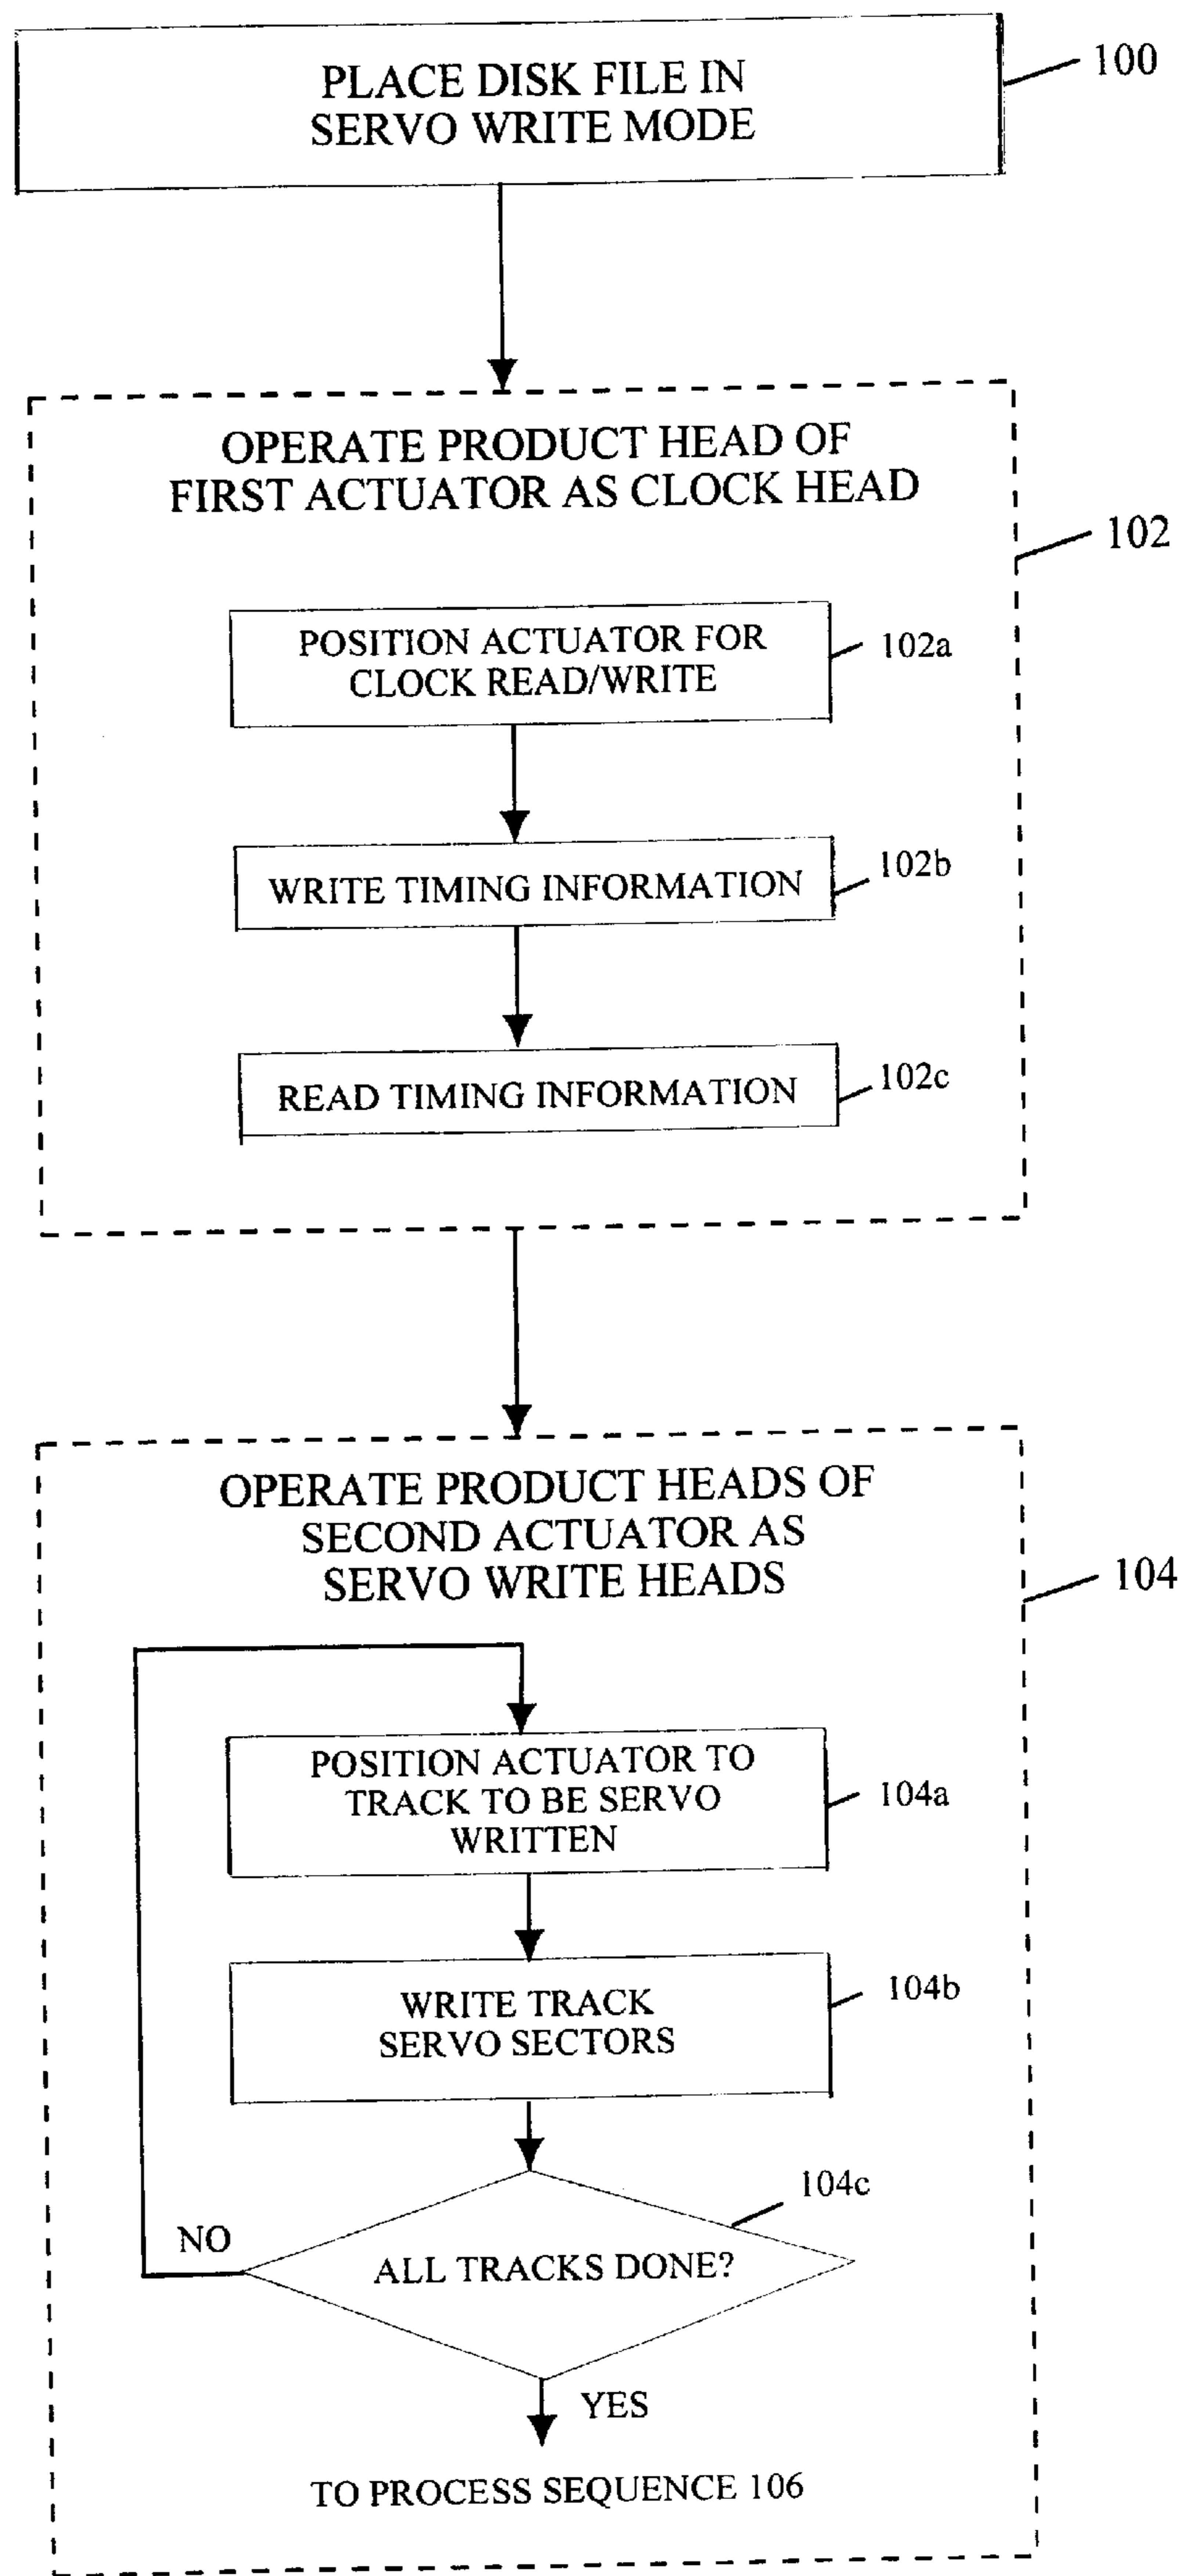 PLACE DISK FILE IN
SERVO WRITE MODE
100
OPERATE PRODUCT HEAD OF
FIRST ACTUATOR AS CLOCK HEAD
102
POSITION ACTUATOR FOR
CLOCK READ/WRITE
102a
WRITE TIMING INFORMATION
102b
READ TIMING INFORMATION
102c
OPERATE PRODUCT HEADS OF
SECOND ACTUATOR AS
SERVO WRITE HEADS
104
POSITION ACTUATOR TO
TRACK TO BE SERVO
WRITTEN
104a
WRITE TRACK
SERVO SECTORS
104b
104c
NO
ALL TRACKS DONE?
YES
TO PROCESS SEQUENCE 106